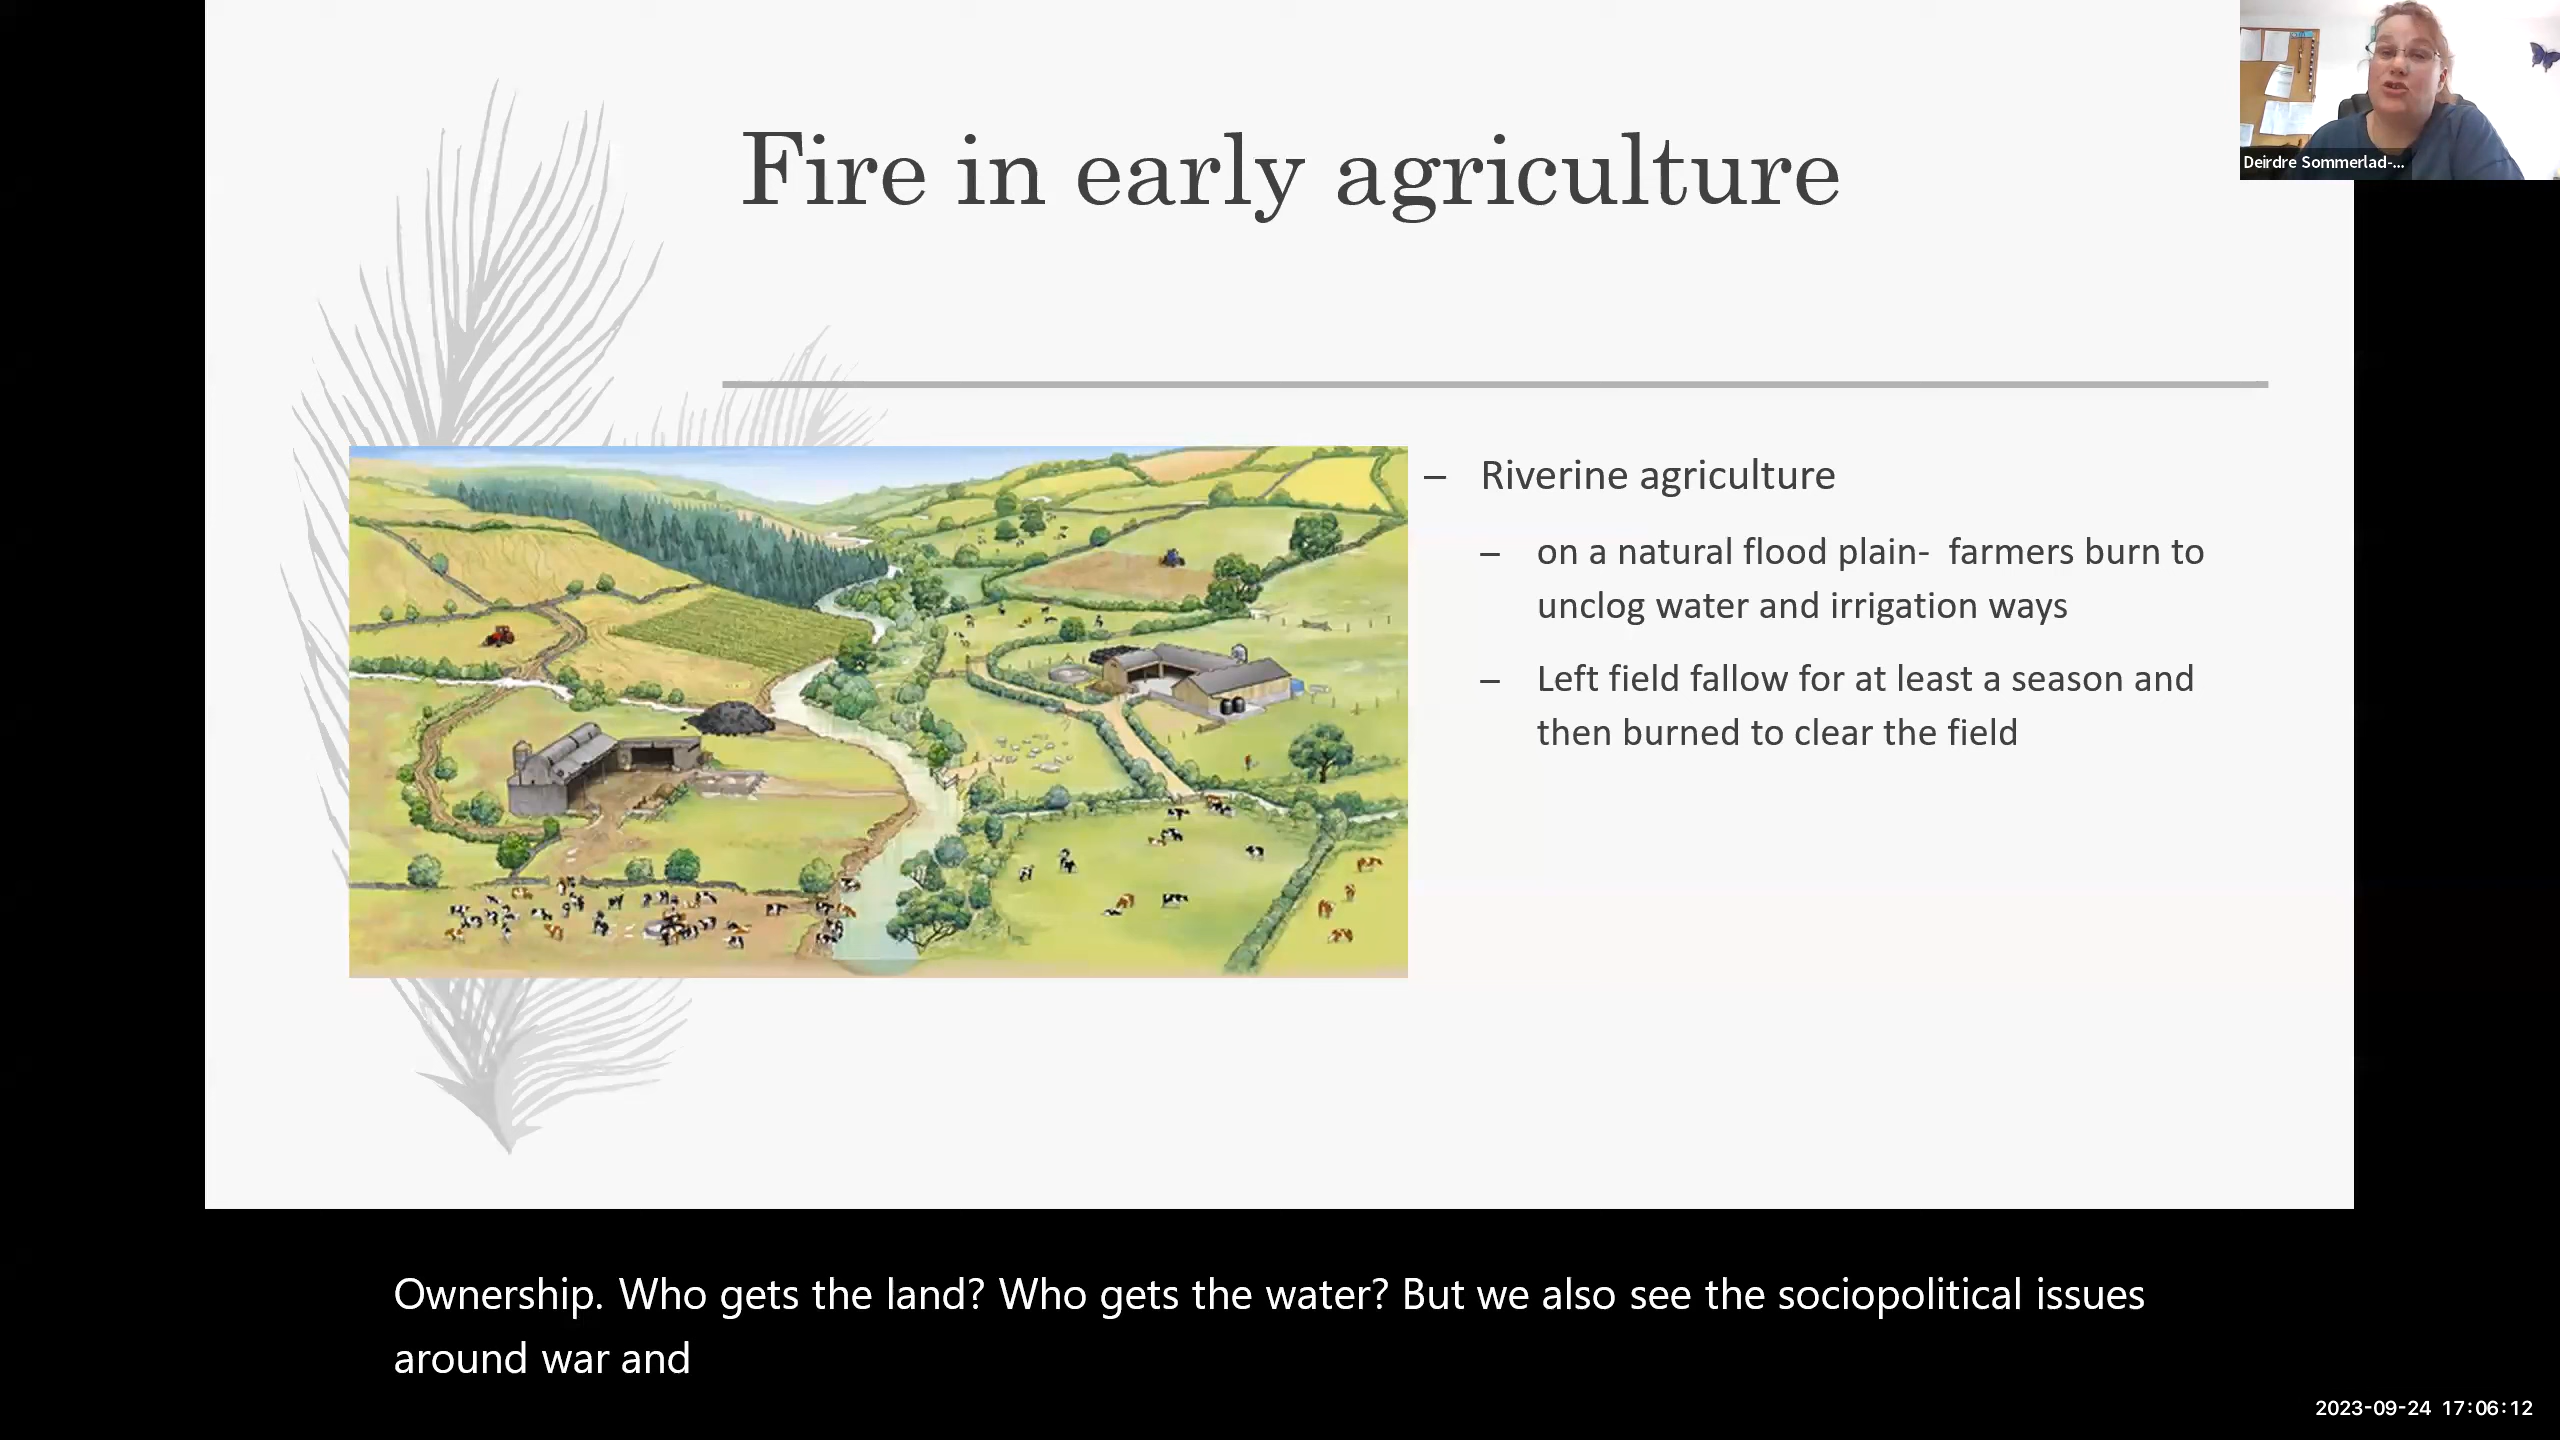 Fire in early agriculture
Deirdre Sommerlad-...
– Riverine agriculture
– on a natural flood plain-  farmers burn to
unclog water and irrigation ways
– Left field fallow for at least a season and
then burned to clear the field
Ownership. Who gets the land? Who gets the water? But we also see the sociopolitical issues
around war and
2023-09-24 17:06:12